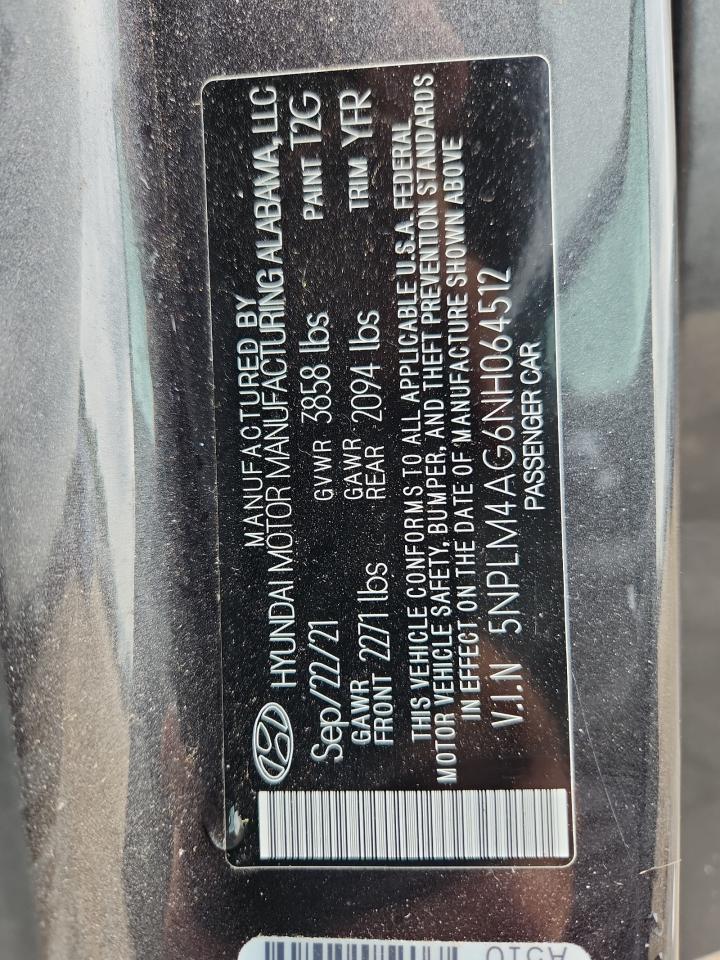 MANUFACTURED BY
HYUNDAI MOTOR MANUFACTURING ALABAMA, LLC
Sep/22/21 GVWR 3858 lbs PAINT T2G
GAWR FRONT 2271 lbs GAWR REAR 2094 lbs TRIM YFR
THIS VEHICLE CONFORMS TO ALL APPLICABLE U.S.A. FEDERAL
MOTOR VEHICLE SAFETY, BUMPER, AND THEFT PREVENTION STANDARDS
IN EFFECT ON THE DATE OF MANUFACTURE SHOWN ABOVE
V.I.N 5NPLM4AG6NH064512
PASSENGER CAR